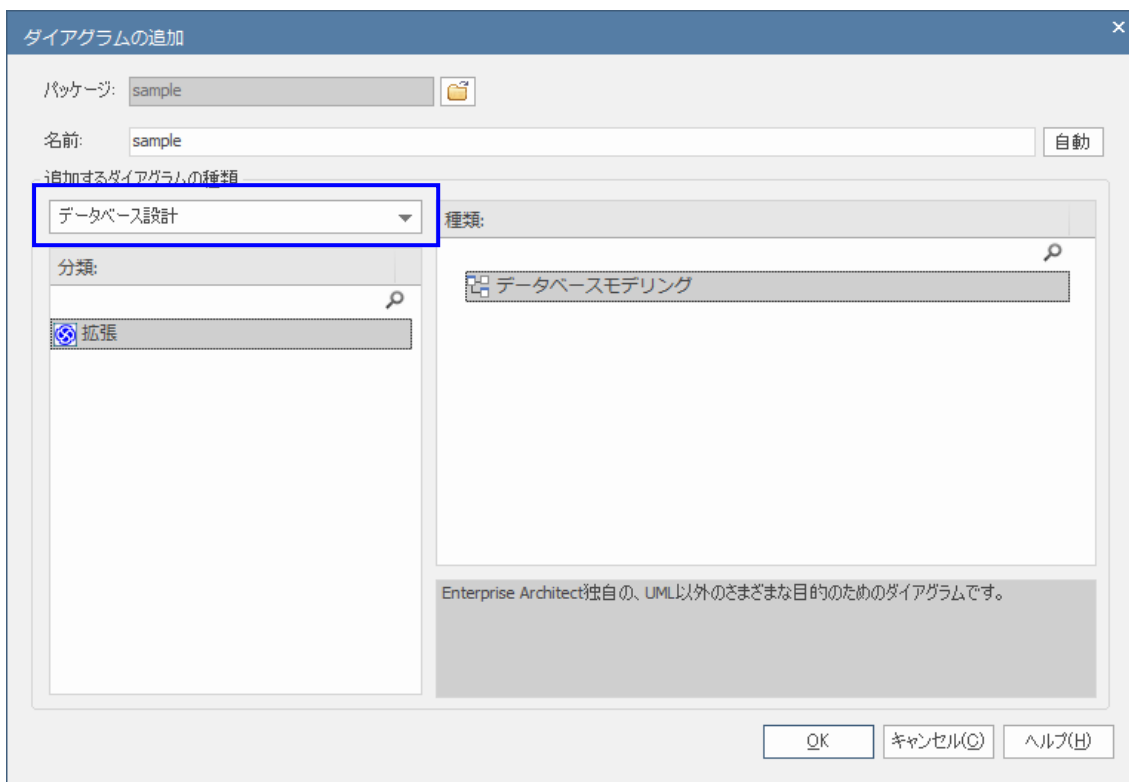 ダイアグラムの追加
パッケージ: sample
名前: sample 自動
追加するダイアグラムの種類
データベース設計
種類:
分類:
データベースモデリング
拡張
Enterprise Architect独自の、UML以外のさまざまな目的のためのダイアグラムです。
OK キャンセル(C) ヘルプ(H)